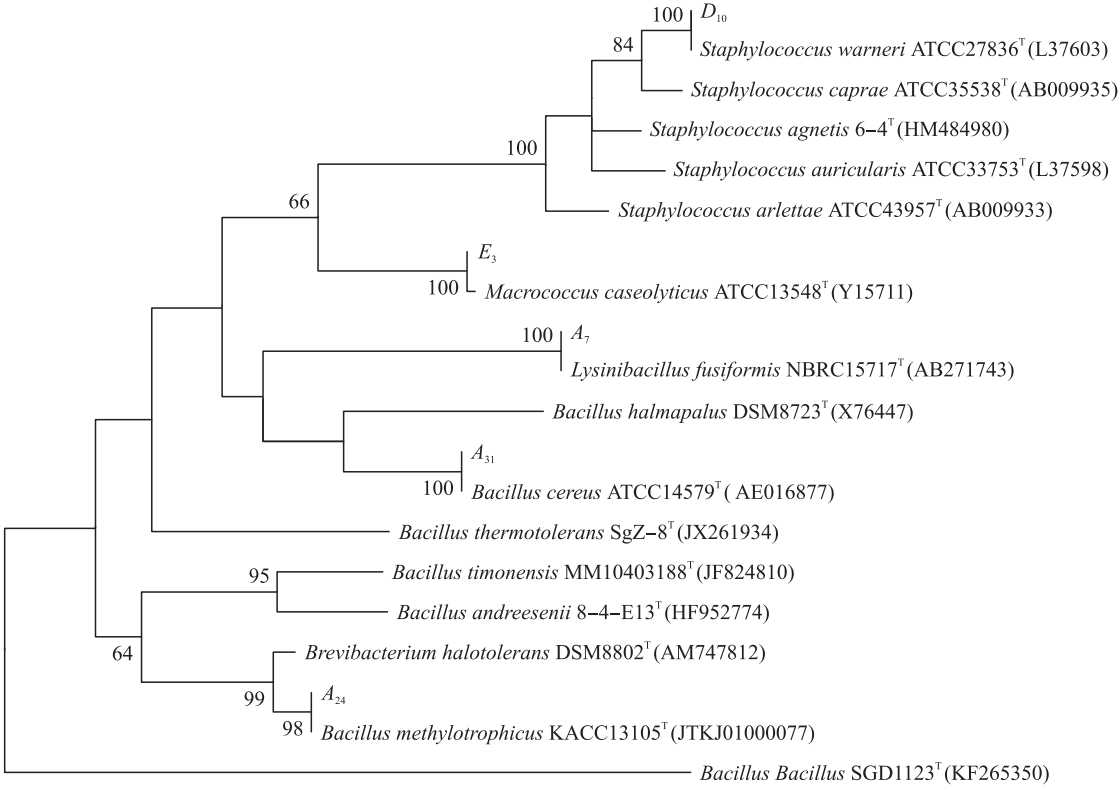 100 D10
84 Staphylococcus warneri ATCC27836T(L37603)
Staphylococcus caprae ATCC35538T(AB009935)
Staphylococcus agnetis 6−4T(HM484980)
100
Staphylococcus auricularis ATCC33753T(L37598)
66 Staphylococcus arlettae ATCC43957T(AB009933)
E3
100 Macrococcus caseolyticus ATCC13548T(Y15711)
100 A7
Lysinibacillus fusiformis NBRC15717T(AB271743)
Bacillus halmapalus DSM8723T(X76447)
A31
100 Bacillus cereus ATCC14579T( AE016877)
Bacillus thermotolerans SgZ−8T(JX261934)
95 Bacillus timonensis MM10403188T(JF824810)
Bacillus andreesenii 8−4−E13T(HF952774)
64 Brevibacterium halotolerans DSM8802T(AM747812)
99 A24
98 Bacillus methylotrophicus KACC13105T(JTKJ01000077)
Bacillus Bacillus SGD1123T(KF265350)